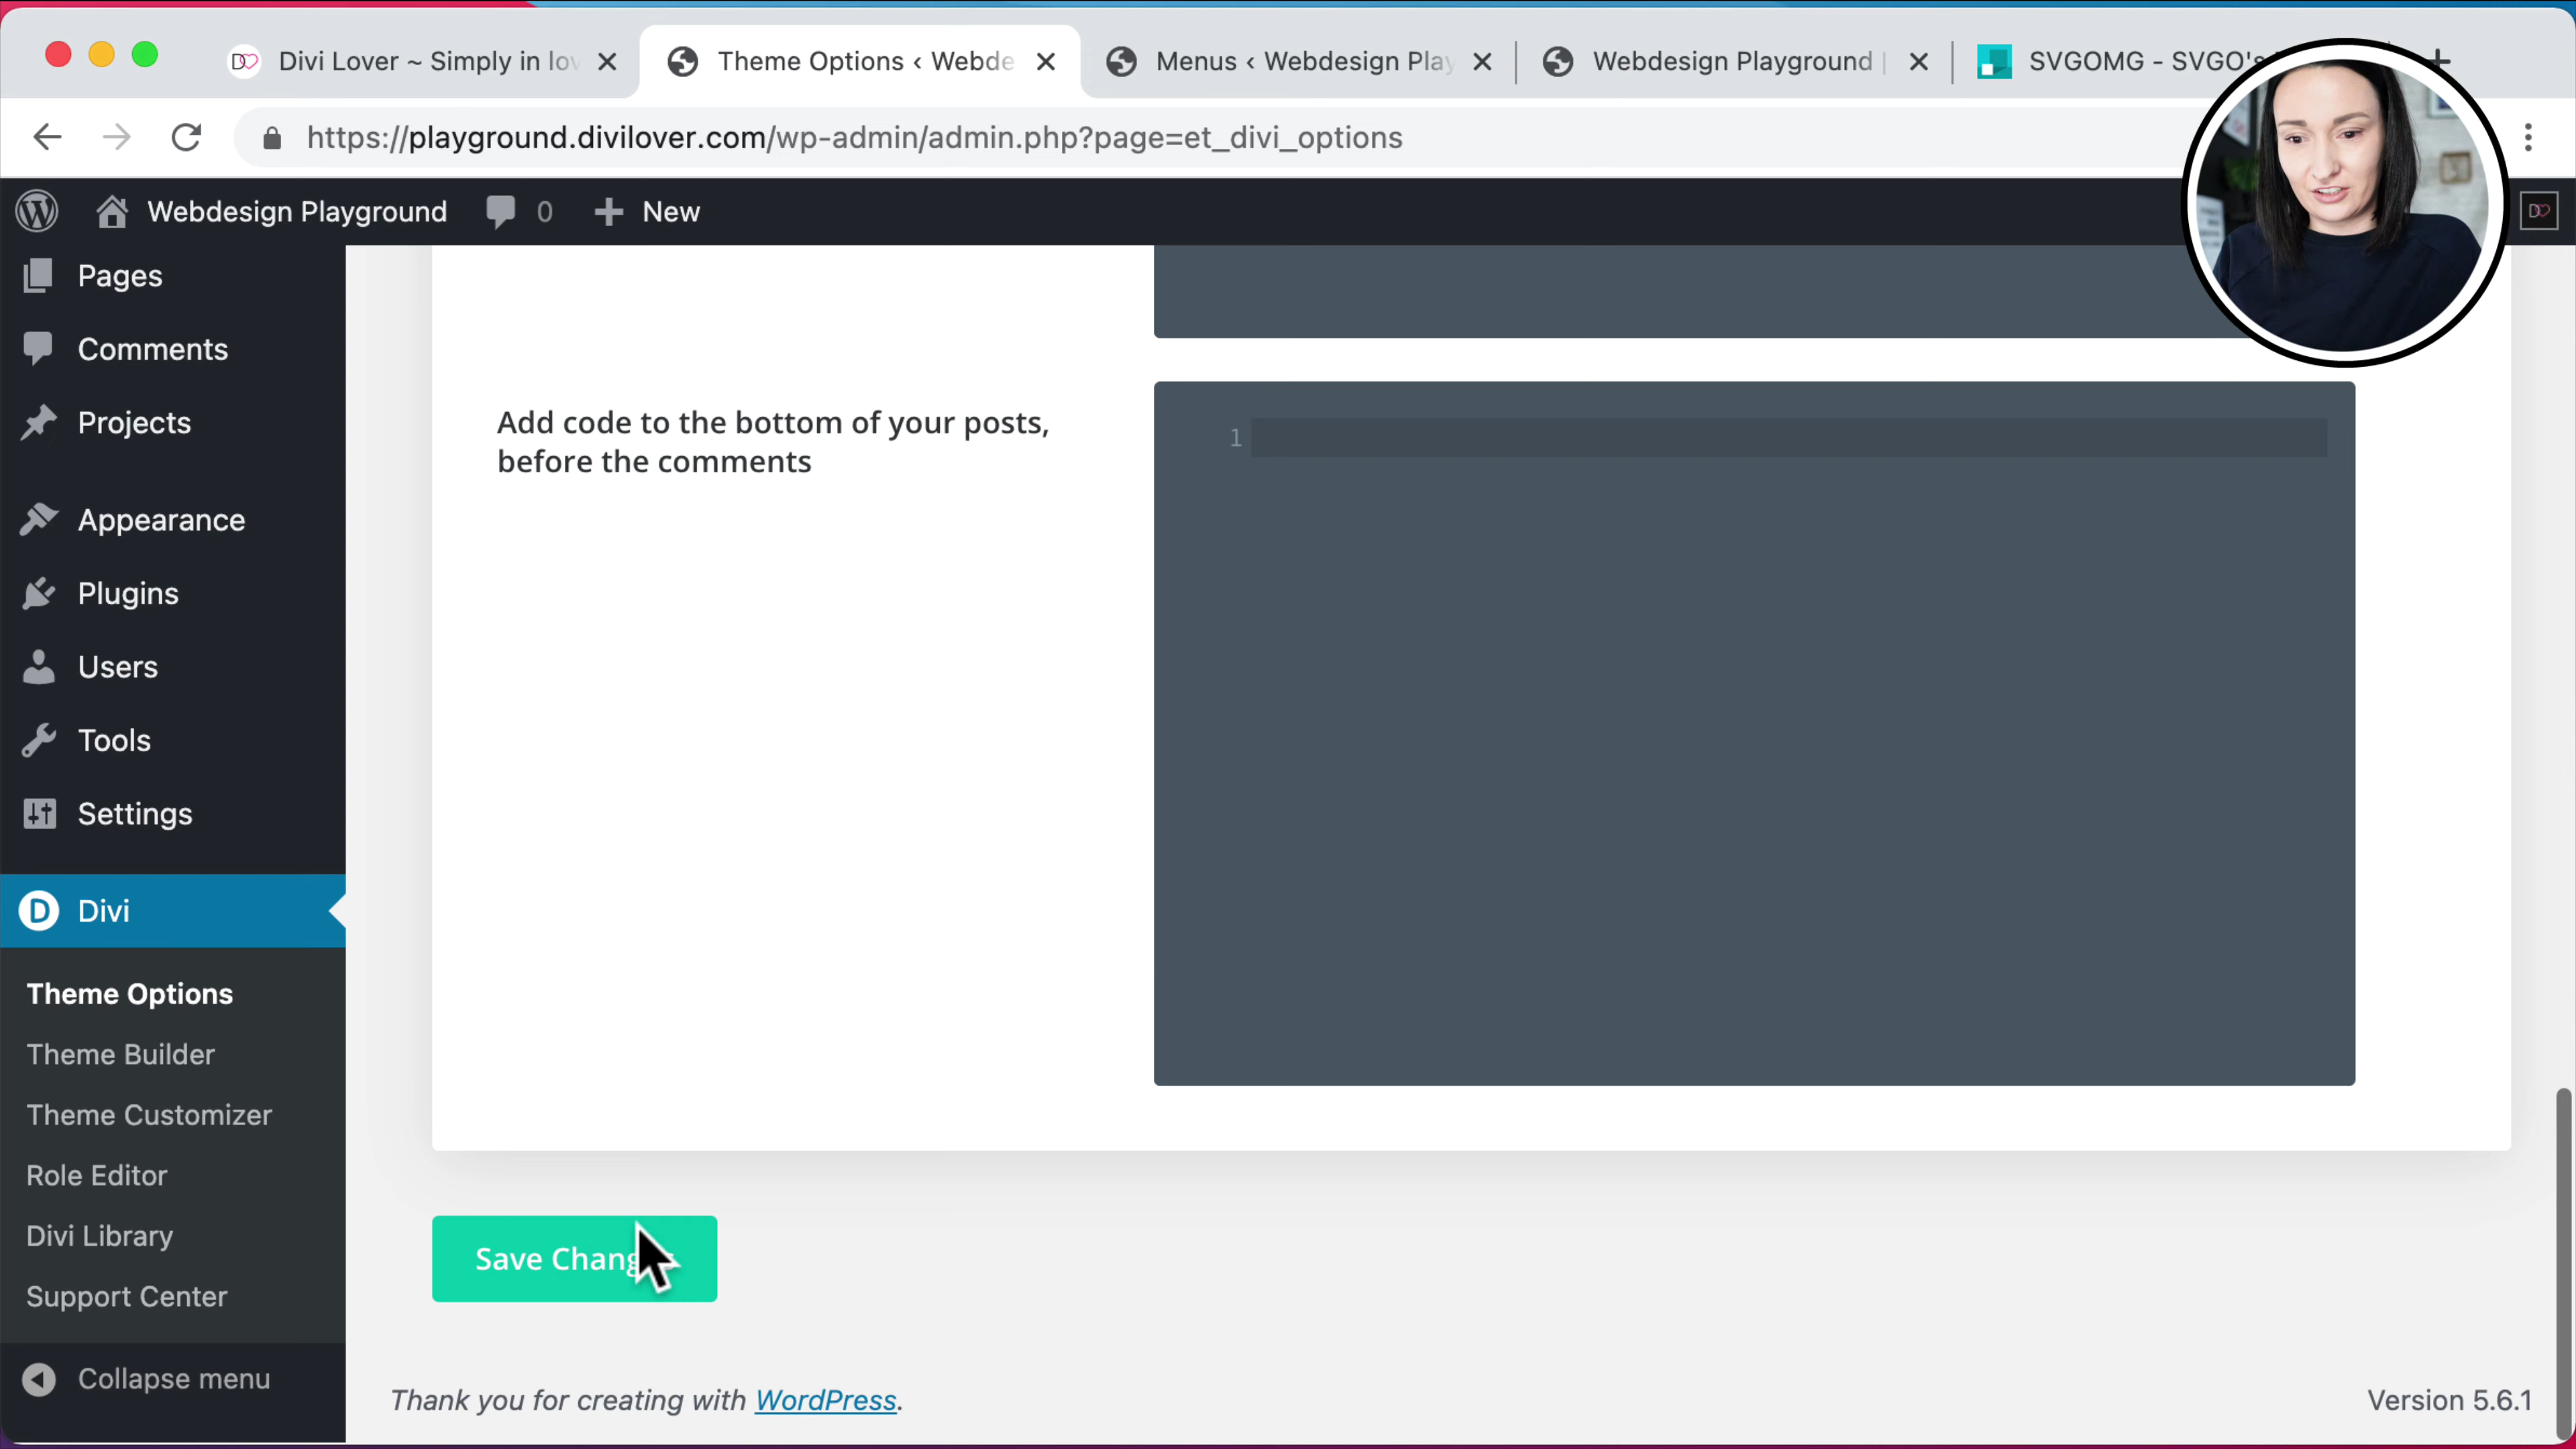 Divi Lover ~ Simply in lov
Theme Options ‹ Webde
Menus ‹ Webdesign Play
Webdesign Playground |
SVGOMG - SVGO's
https://playground.divilover.com/wp-admin/admin.php?page=et_divi_options
Webdesign Playground
0
New
Pages
Comments
Projects
Appearance
Plugins
Users
Tools
Settings
Divi
Theme Options
Theme Builder
Theme Customizer
Role Editor
Divi Library
Support Center
Collapse menu
Add code to the bottom of your posts,
before the comments
1
Save Chang
Thank you for creating with WordPress.
Version 5.6.1